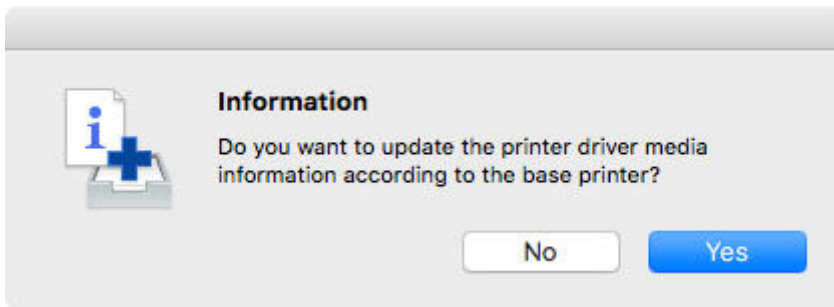 Information
Do you want to update the printer driver media
information according to the base printer?
No
Yes